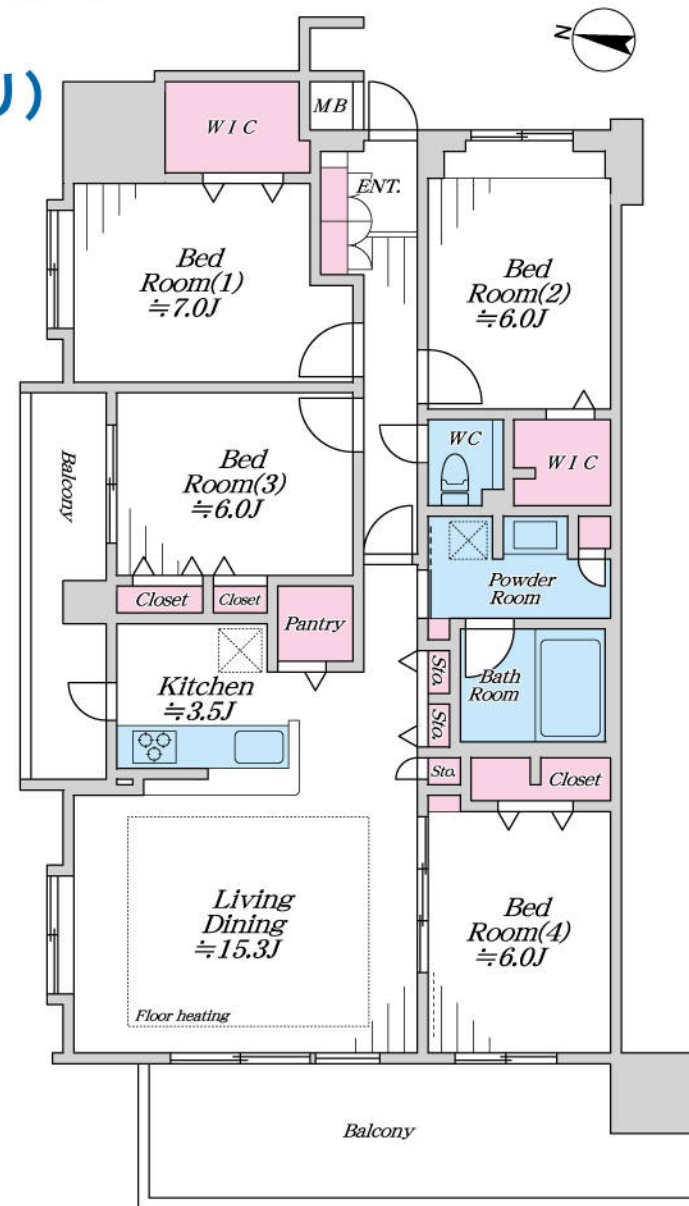 リ)
N
WIC
MB
ENT.
Bed
Room(1)
≒7.0J
Bed
Room(2)
≒6.0J
Balcony
Bed
Room(3)
≒6.0J
WC
WIC
Closet
Closet
Pantry
Powder
Room
Kitchen
≒3.5J
Sto.
Bath
Room
Sto.
Sto.
Closet
Living
Dining
≒15.3J
Bed
Room(4)
≒6.0J
Floor heating
Balcony